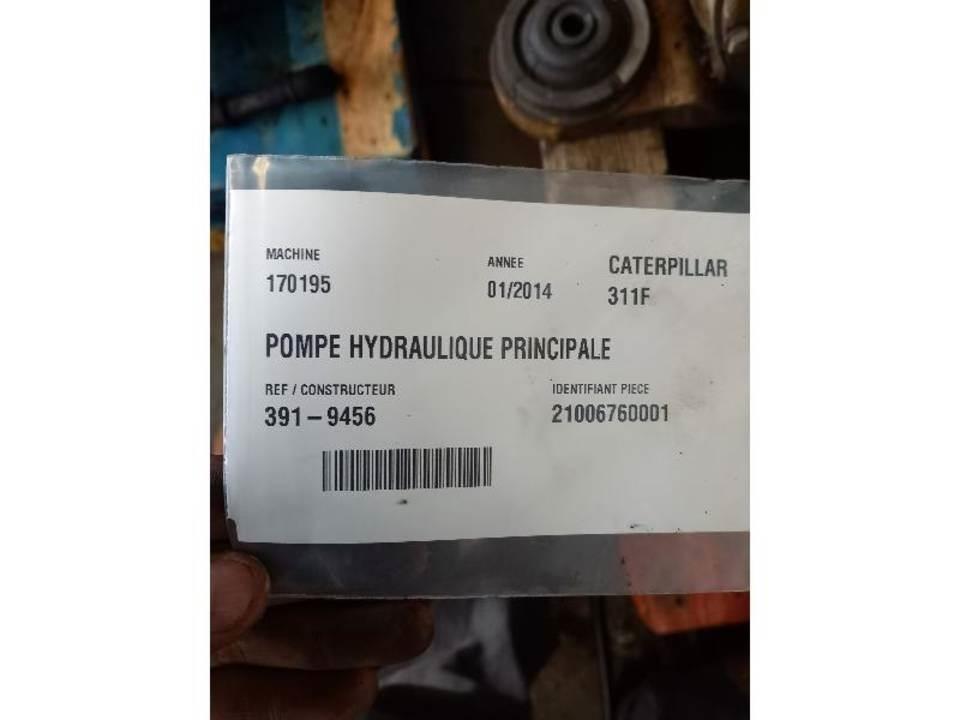 MACHINE ANNEE CATERPILLAR
170195 01/2014 311F
POMPE HYDRAULIQUE PRINCIPALE
REF / CONSTRUCTEUR IDENTIFIANT PIECE
391-9456 21006760001